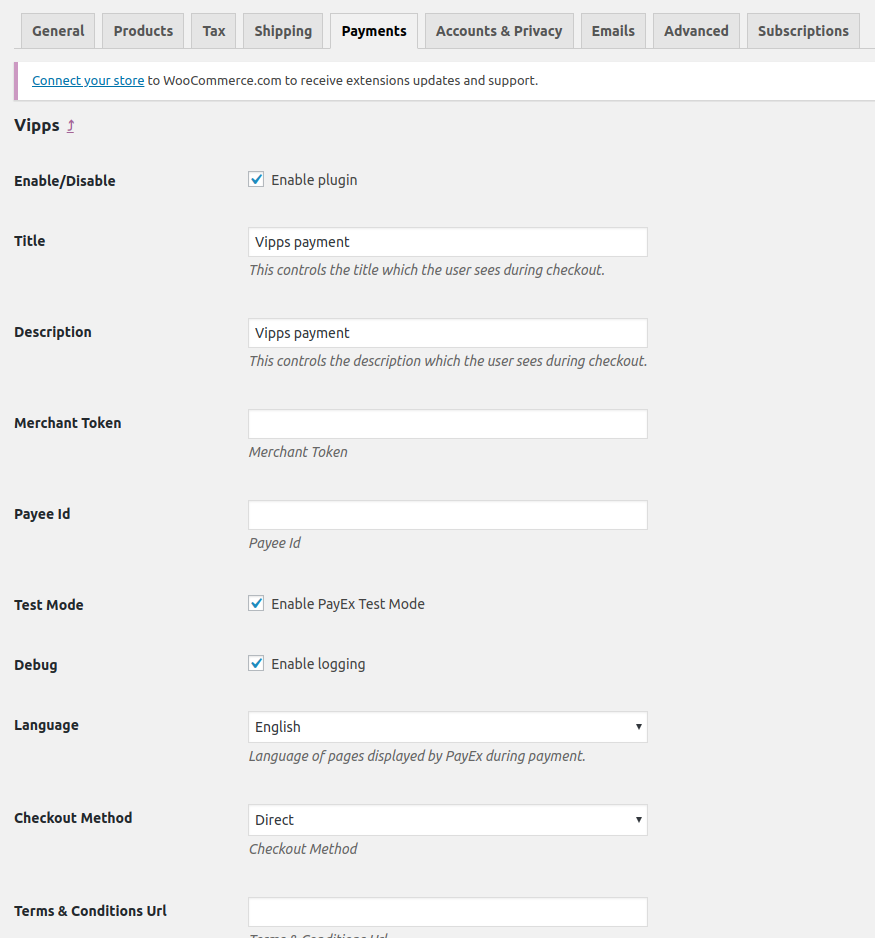 General Products Tax Shipping Payments Accounts & Privacy Emails Advanced Subscriptions
Connect your store to WooCommerce.com to receive extensions updates and support.
Vipps ⤴
Enable/Disable Enable plugin
Title Vipps payment
This controls the title which the user sees during checkout.
Description Vipps payment
This controls the description which the user sees during checkout.
Merchant Token
Merchant Token
Payee Id
Payee Id
Test Mode Enable PayEx Test Mode
Debug Enable logging
Language English
Language of pages displayed by PayEx during payment.
Checkout Method Direct
Checkout Method
Terms & Conditions Url
Terms & Conditions Url